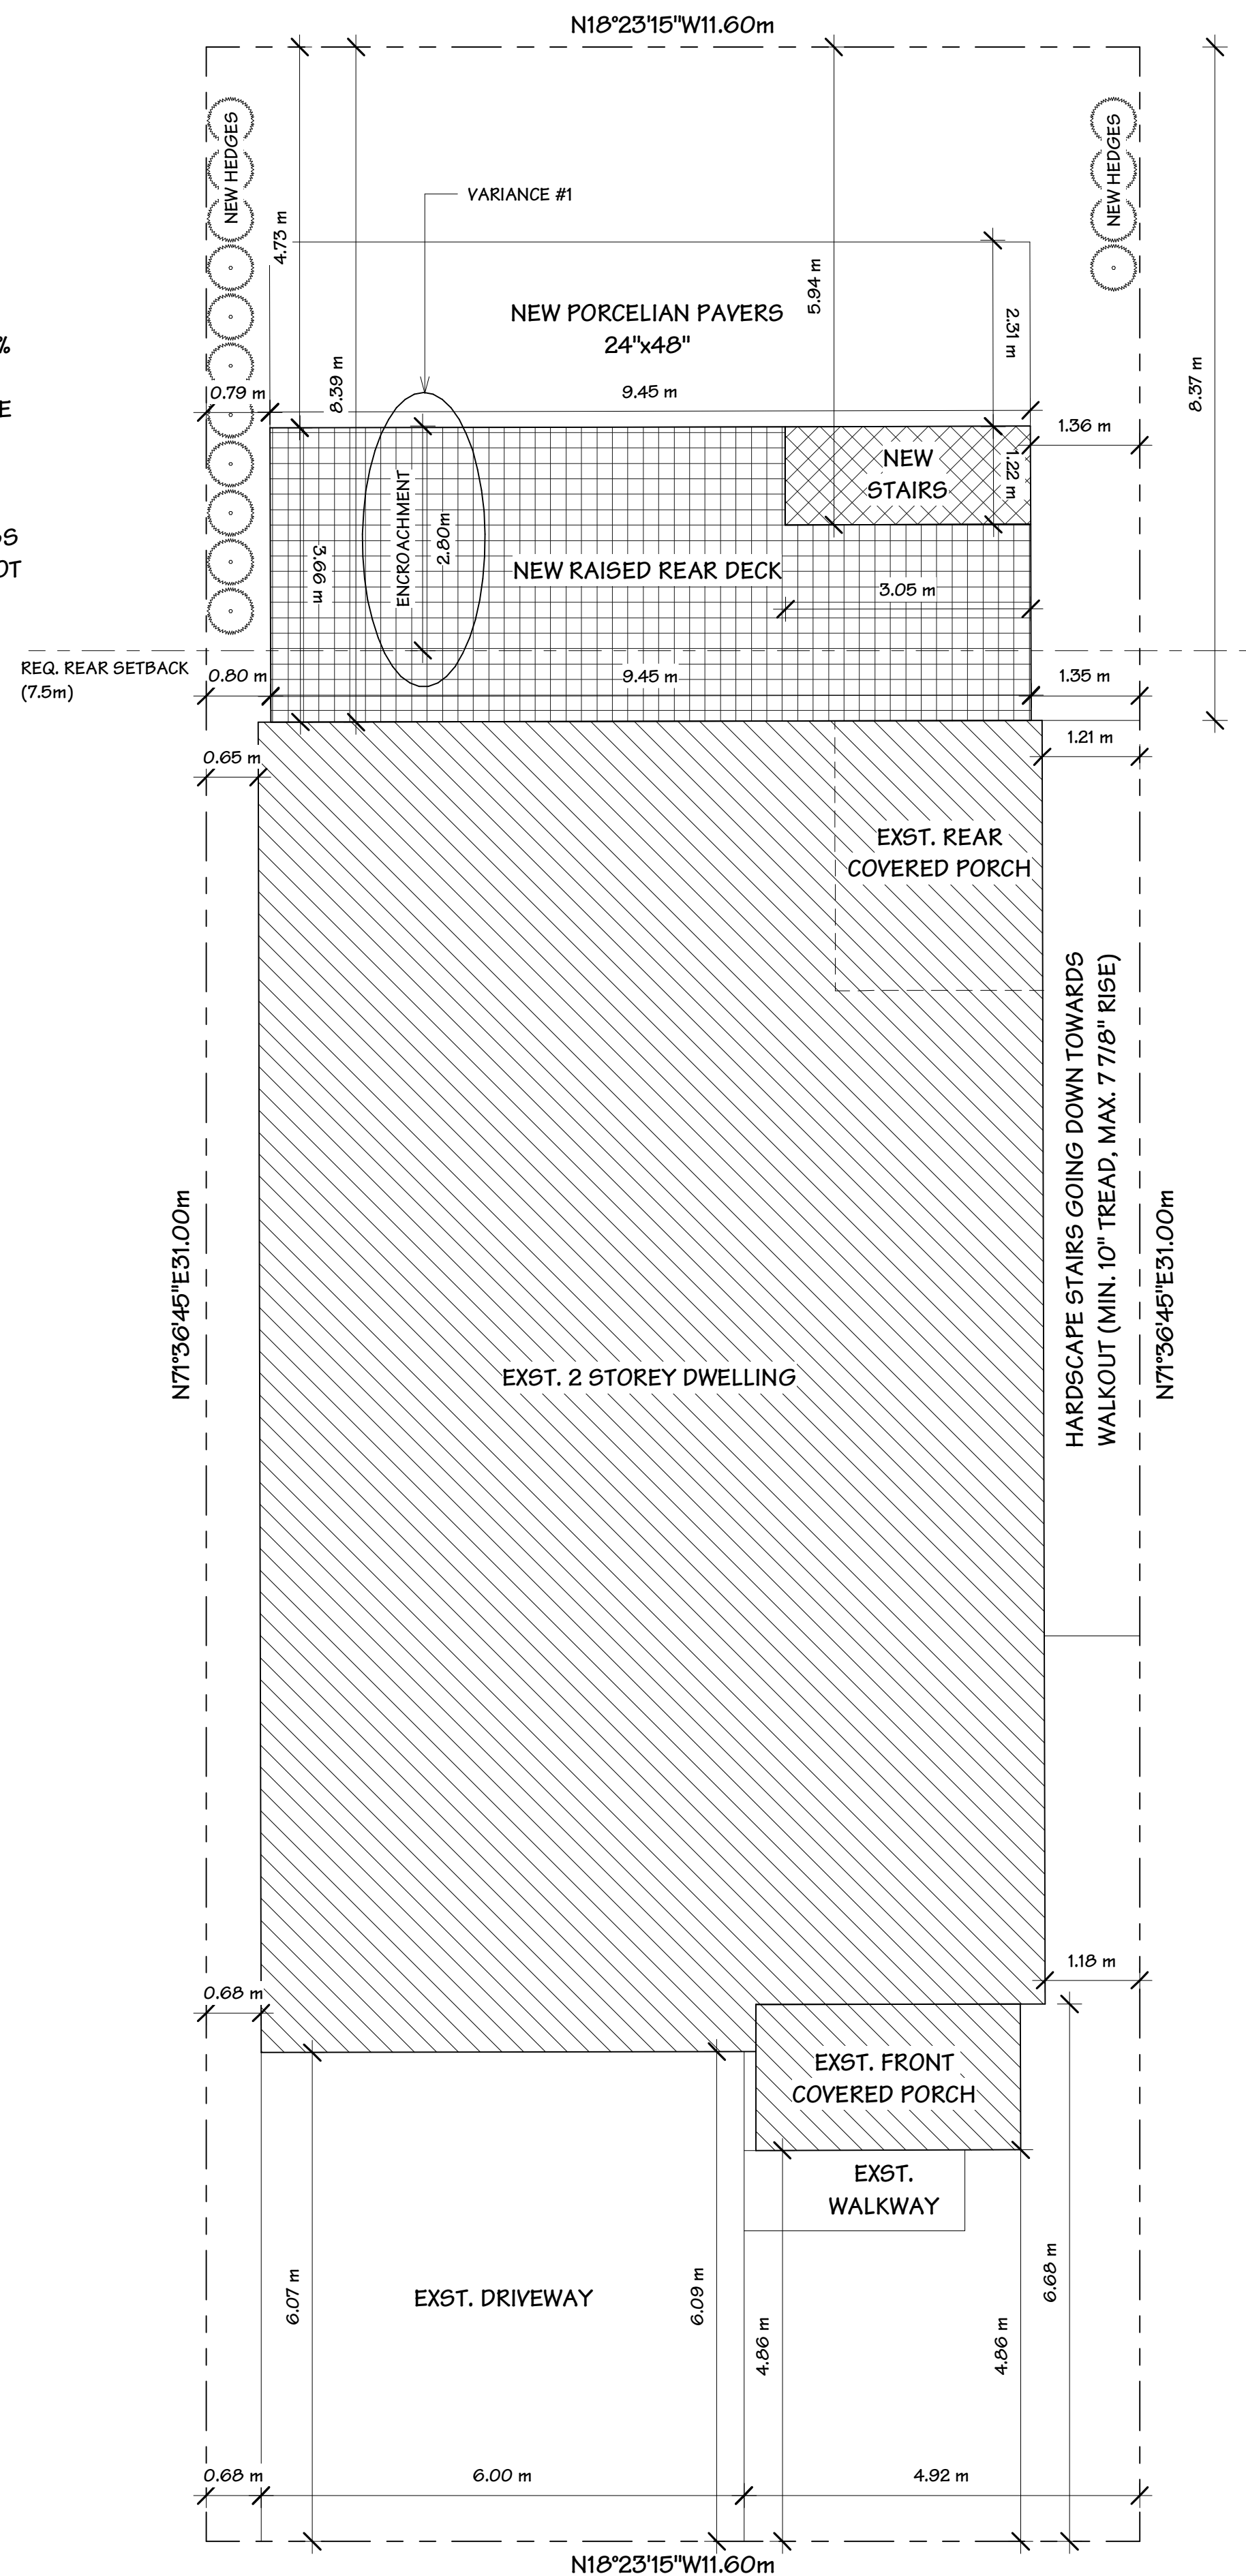 N18°23'15"W11.60m
NEW HEDGES
NEW HEDGES
VARIANCE #1
4.73 m
5.94 m
NEW PORCELIAN PAVERS
24"x48"
2.31 m
8.37 m
%
8.39 m
0.79 m
9.45 m
E
1.36 m
NEW
STAIRS
1.22 m
ENCROACHMENT
2.80m
3.66 m
SS
OT
NEW RAISED REAR DECK
3.05 m
REQ. REAR SETBACK
(7.5m)
0.80 m
9.45 m
1.35 m
0.65 m
1.21 m
EXST. REAR
COVERED PORCH
HARDSCAPE STAIRS GOING DOWN TOWARDS
WALKOUT (MIN. 10" TREAD, MAX. 7 7/8" RISE)
N71°36'45"E31.00m
N71°36'45"E31.00m
EXST. 2 STOREY DWELLING
1.18 m
0.68 m
EXST. FRONT
COVERED PORCH
EXST.
WALKWAY
6.07 m
EXST. DRIVEWAY
6.09 m
4.86 m
4.86 m
6.68 m
0.68 m
6.00 m
4.92 m
N18°23'15"W11.60m